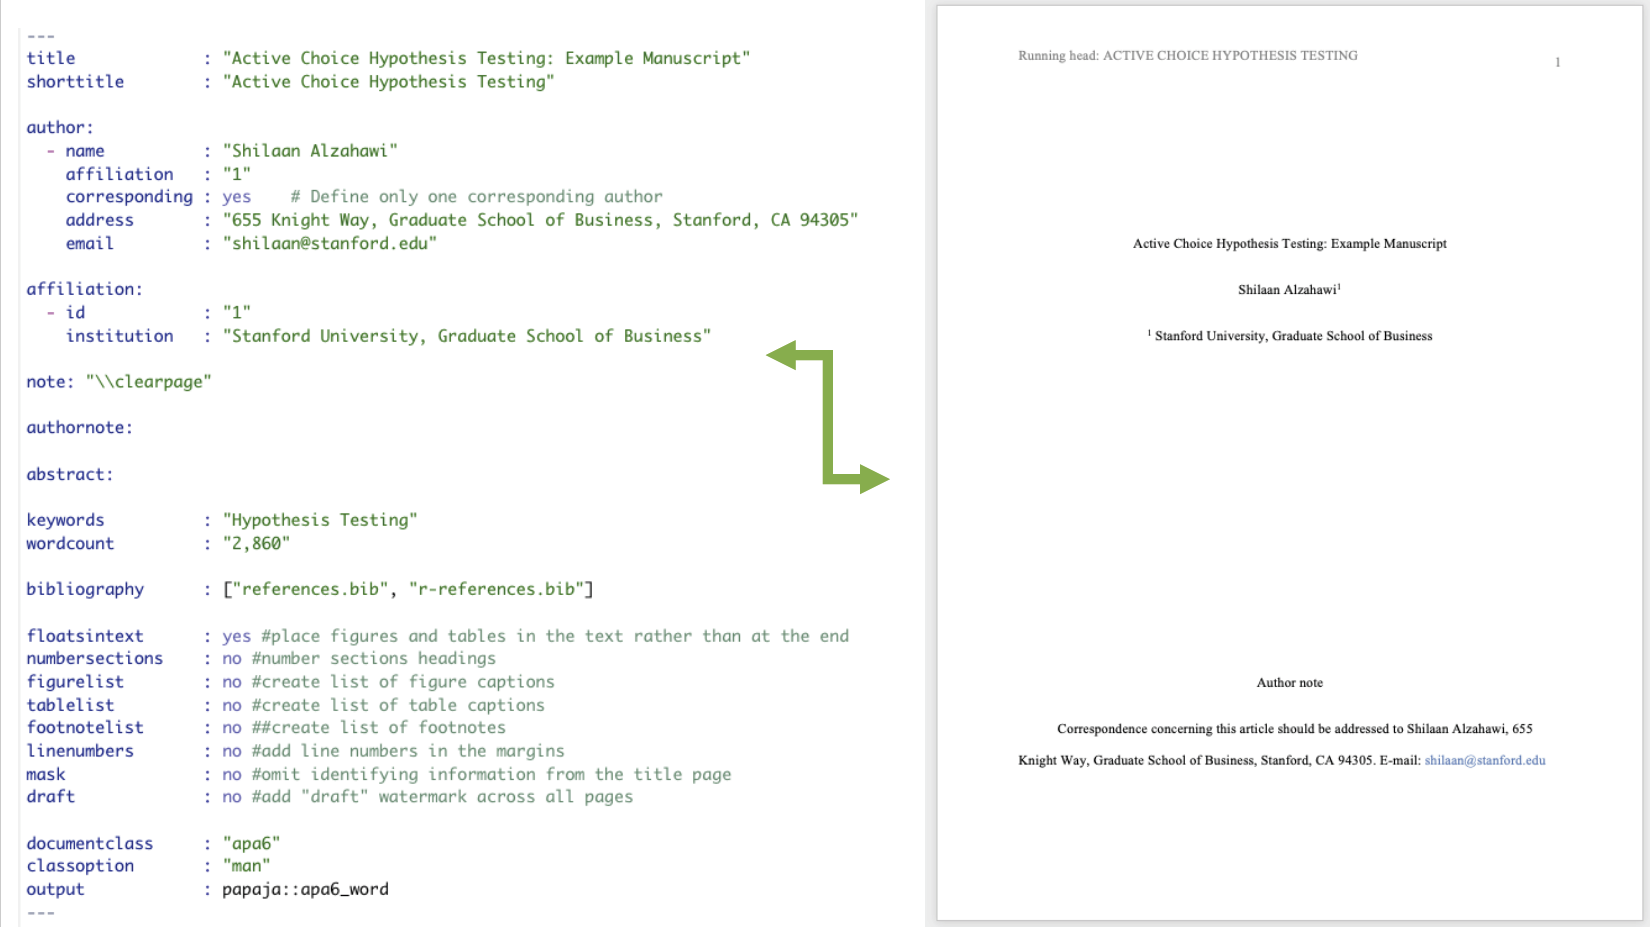 ---
title : "Active Choice Hypothesis Testing: Example Manuscript"
shorttitle : "Active Choice Hypothesis Testing"
author:
- name : "Shilaan Alzahawi"
affiliation : "1"
corresponding : yes # Define only one corresponding author
address : "655 Knight Way, Graduate School of Business, Stanford, CA 94305"
email : "shilaan@stanford.edu"
affiliation:
- id : "1"
institution : "Stanford University, Graduate School of Business"
note: "\\clearpage"
authornote:
abstract:
keywords : "Hypothesis Testing"
wordcount : "2,860"
bibliography : ["references.bib", "r-references.bib"]
floatsintext : yes #place figures and tables in the text rather than at the end
numbersections : no #number sections headings
figurelist : no #create list of figure captions
tablelist : no #create list of table captions
footnotelist : no ##create list of footnotes
linenumbers : no #add line numbers in the margins
mask : no #omit identifying information from the title page
draft : no #add "draft" watermark across all pages
documentclass : "apa6"
classoption : "man"
output : papaja::apa6_word
---
Running head: ACTIVE CHOICE HYPOTHESIS TESTING
1
Active Choice Hypothesis Testing: Example Manuscript
Shilaan Alzahawi¹
¹ Stanford University, Graduate School of Business
Author note
Correspondence concerning this article should be addressed to Shilaan Alzahawi, 655
Knight Way, Graduate School of Business, Stanford, CA 94305. E-mail: shilaan@stanford.edu